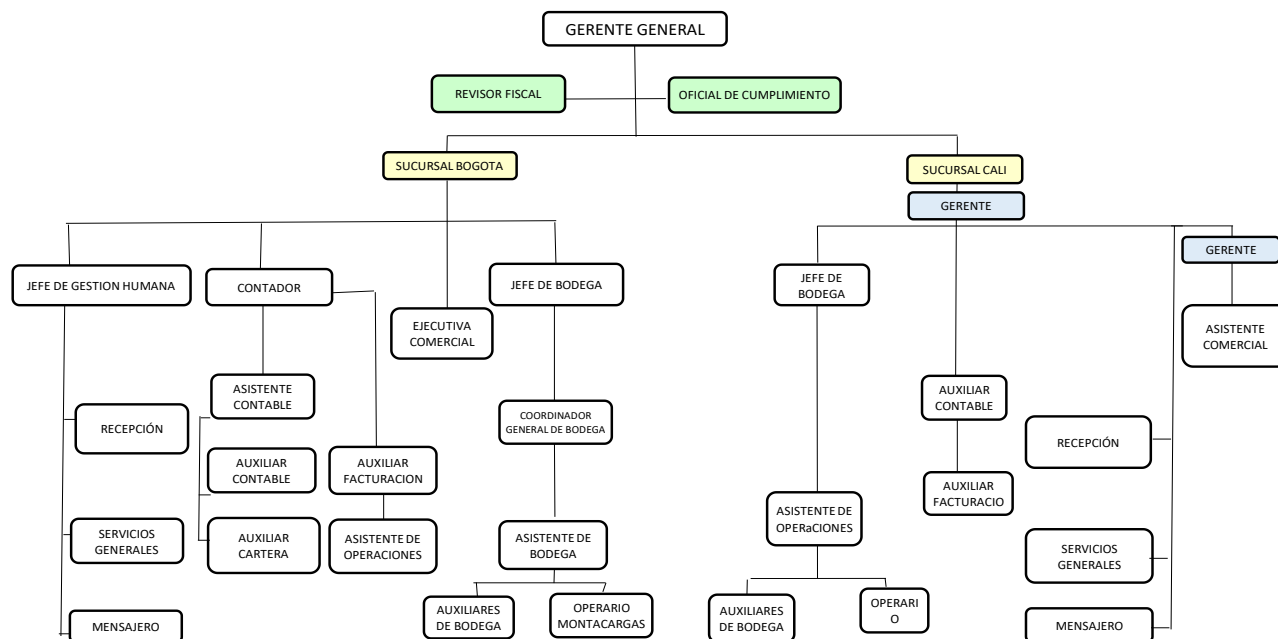 GERENTE GENERAL
REVISOR FISCAL
OFICIAL DE CUMPLIMIENTO
SUCURSAL BOGOTA
SUCURSAL CALI
GERENTE
JEFE DE GESTION HUMANA
CONTADOR
JEFE DE BODEGA
JEFE DE
BODEGA
GERENTE
EJECUTIVA
COMERCIAL
ASISTENTE
COMERCIAL
ASISTENTE
CONTABLE
AUXILIAR
CONTABLE
RECEPCIÓN
COORDINADOR
GENERAL DE BODEGA
RECEPCIÓN
AUXILIAR
CONTABLE
AUXILIAR
FACTURACION
AUXILIAR
FACTURACIO
ASISTENTE DE
OPERaCIONES
SERVICIOS
GENERALES
AUXILIAR
CARTERA
ASISTENTE DE
OPERACIONES
ASISTENTE DE
BODEGA
SERVICIOS
GENERALES
AUXILIARES
DE BODEGA
OPERARIO
MONTACARGAS
AUXILIARES
DE BODEGA
OPERARI
O
MENSAJERO
MENSAJERO